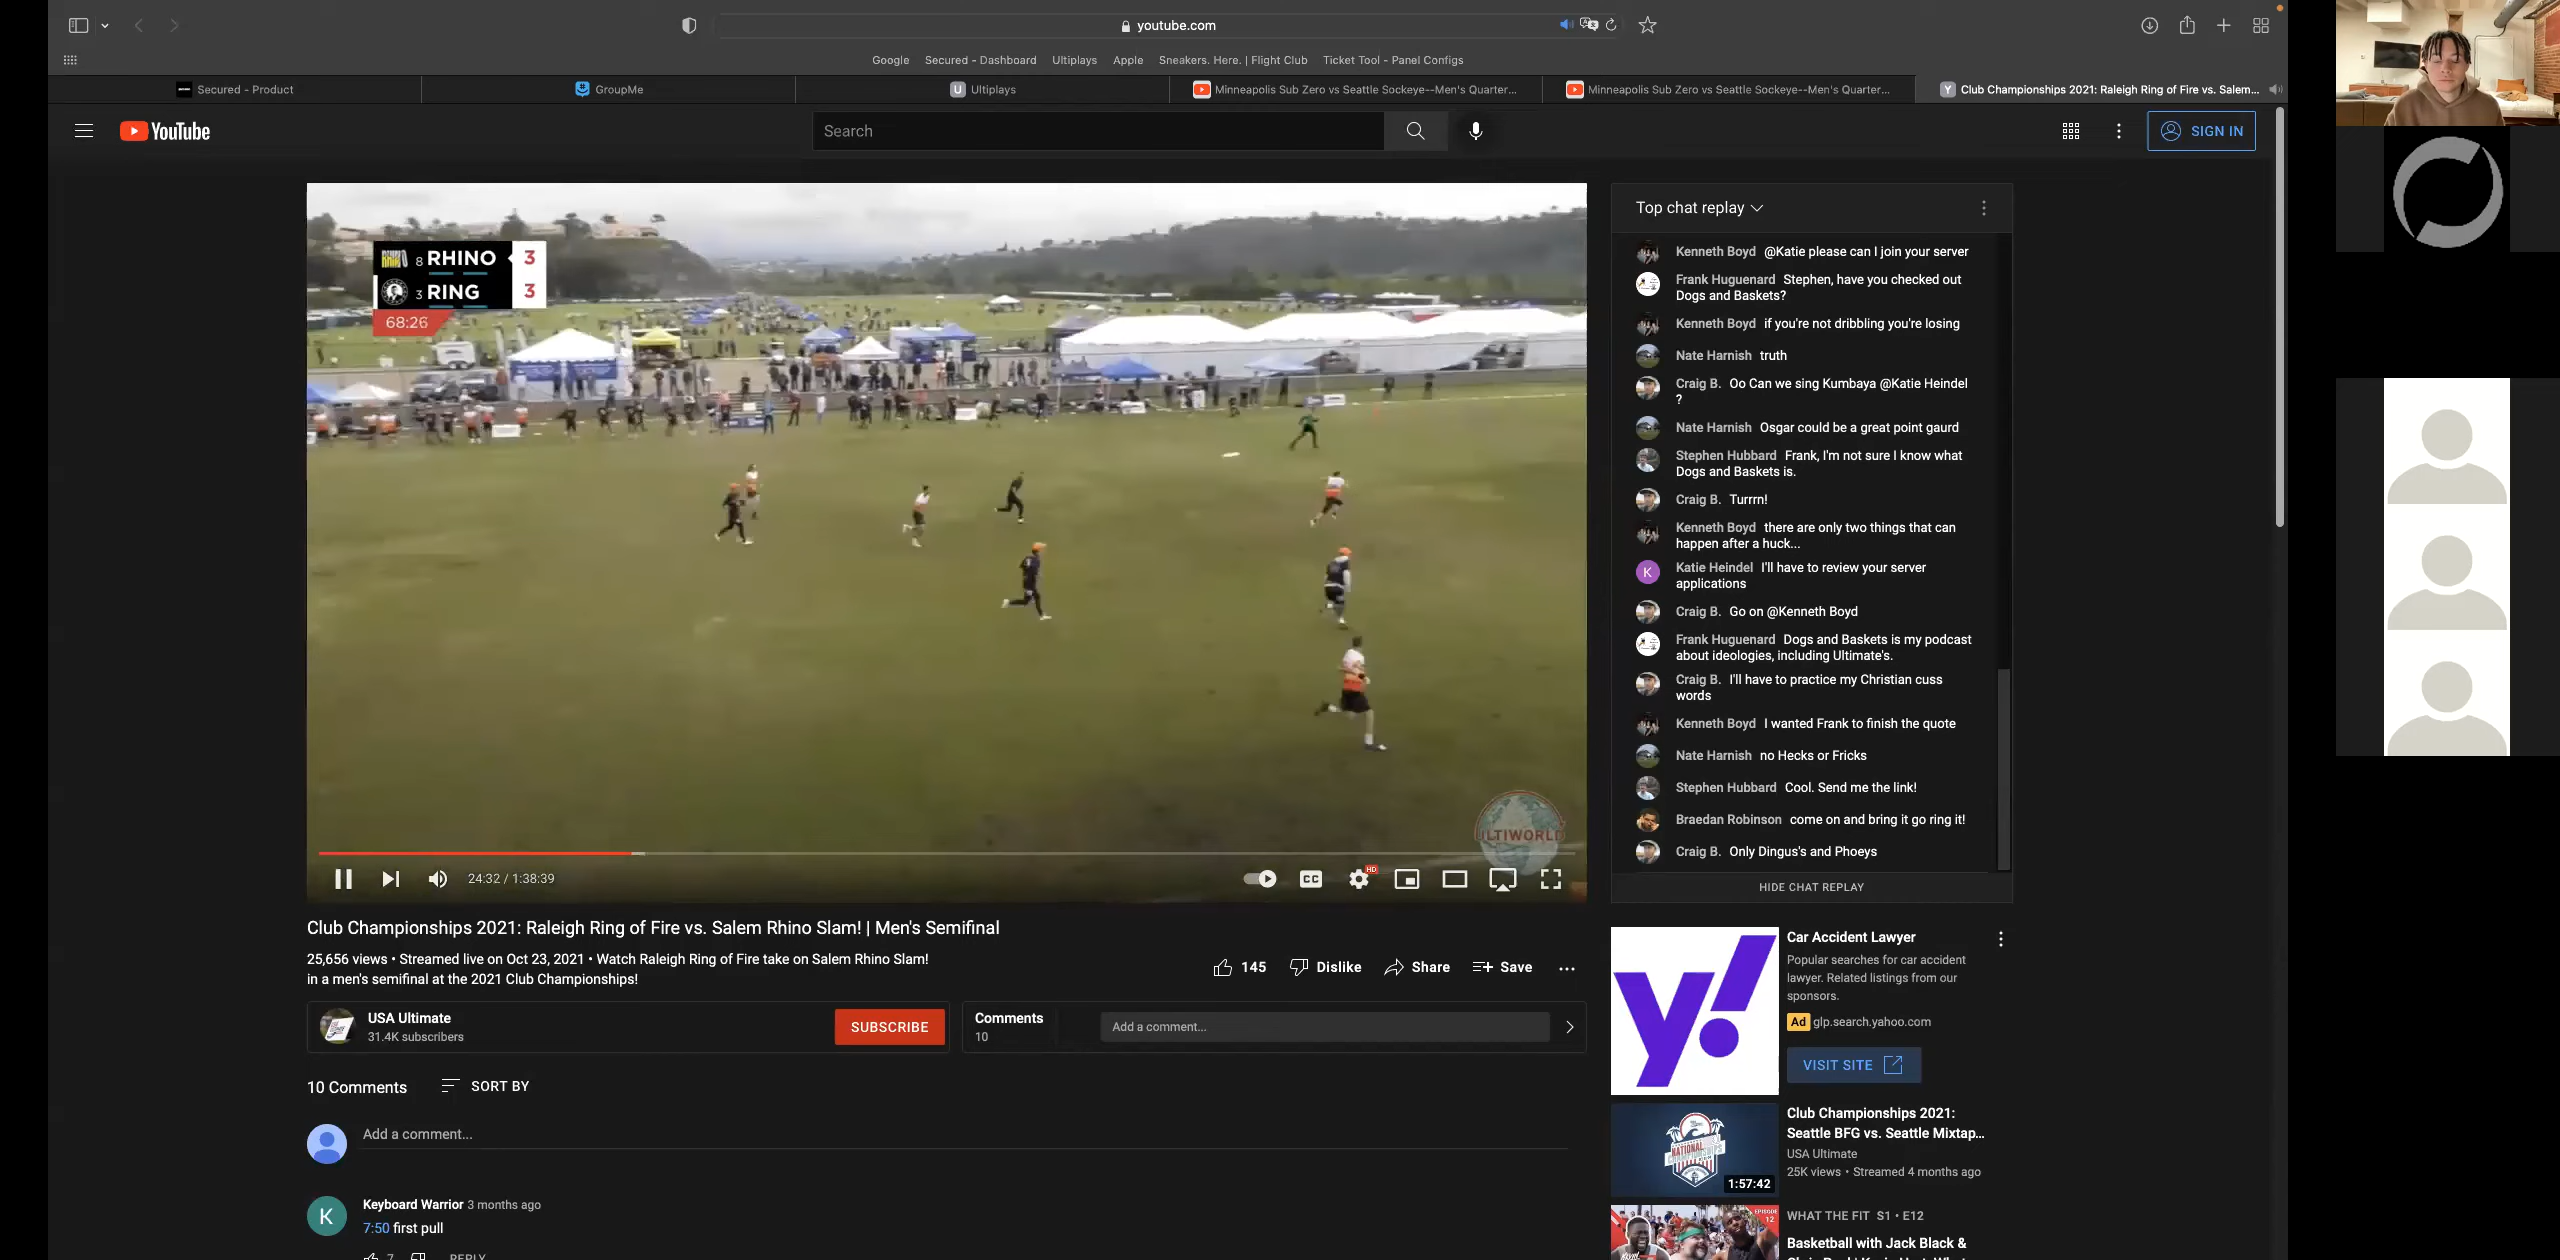 youtube.com
Google Secured - Dashboard Ultiplays Apple Sneakers. Here. | Flight Club Ticket Tool - Panel Configs
Secured - Product
GroupMe
U Ultiplays
Minneapolis Sub Zero vs Seattle Sockeye--Men's Quarter...
Minneapolis Sub Zero vs Seattle Sockeye--Men's Quarter...
Y Club Championships 2021: Raleigh Ring of Fire vs. Salem...
YouTube
Search
SIGN IN
8 RHINO 3
3 RING 3
68:26
ULTIWORLD
24:32 / 1:38:39
CC
HD
Top chat replay
Kenneth Boyd @Katie please can I join your server
Frank Huguenard Stephen, have you checked out
Dogs and Baskets?
Kenneth Boyd if you're not dribbling you're losing
Nate Harnish truth
Craig B. Oo Can we sing Kumbaya @Katie Heindel
?
Nate Harnish Osgar could be a great point gaurd
Stephen Hubbard Frank, I'm not sure I know what
Dogs and Baskets is.
Craig B. Turrrn!
Kenneth Boyd there are only two things that can
happen after a huck...
K Katie Heindel I'll have to review your server
applications
Craig B. Go on @Kenneth Boyd
Frank Huguenard Dogs and Baskets is my podcast
about ideologies, including Ultimate's.
Craig B. I'll have to practice my Christian cuss
words
Kenneth Boyd I wanted Frank to finish the quote
Nate Harnish no Hecks or Fricks
Stephen Hubbard Cool. Send me the link!
Braedan Robinson come on and bring it go ring it!
Craig B. Only Dingus's and Phoeys
HIDE CHAT REPLAY
Club Championships 2021: Raleigh Ring of Fire vs. Salem Rhino Slam! | Men's Semifinal
25,656 views • Streamed live on Oct 23, 2021 • Watch Raleigh Ring of Fire take on Salem Rhino Slam!
in a men's semifinal at the 2021 Club Championships!
145 Dislike Share Save
USA Ultimate
31.4K subscribers
SUBSCRIBE
Comments
10
Add a comment...
10 Comments SORT BY
Add a comment...
K
Keyboard Warrior 3 months ago
7:50 first pull
7 REPLY
y!
Car Accident Lawyer
Popular searches for car accident
lawyer. Related listings from our
sponsors.
Ad glp.search.yahoo.com
VISIT SITE
NATIONAL
1:57:42
Club Championships 2021:
Seattle BFG vs. Seattle Mixtap...
USA Ultimate
25K views • Streamed 4 months ago
EPISODE
12
WHAT THE FIT S1 • E12
Basketball with Jack Black &